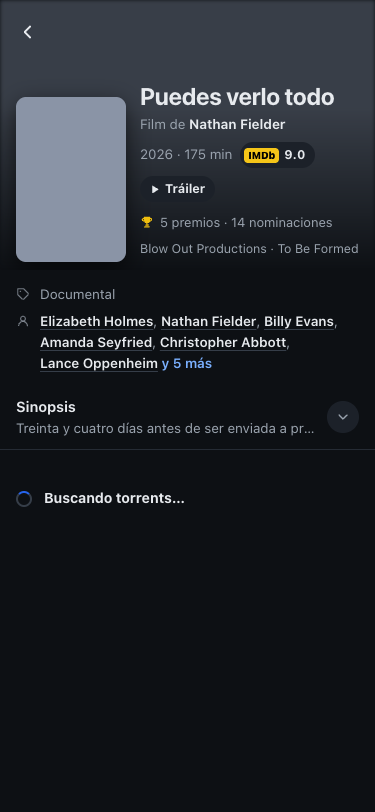 Puedes verlo todo
Film de Nathan Fielder
2026 · 175 min IMDb 9.0
Tráiler
5 premios · 14 nominaciones
Blow Out Productions · To Be Formed
Documental
Elizabeth Holmes, Nathan Fielder, Billy Evans,
Amanda Seyfried, Christopher Abbott,
Lance Oppenheim y 5 más
Sinopsis
Treinta y cuatro días antes de ser enviada a pr...
Buscando torrents...